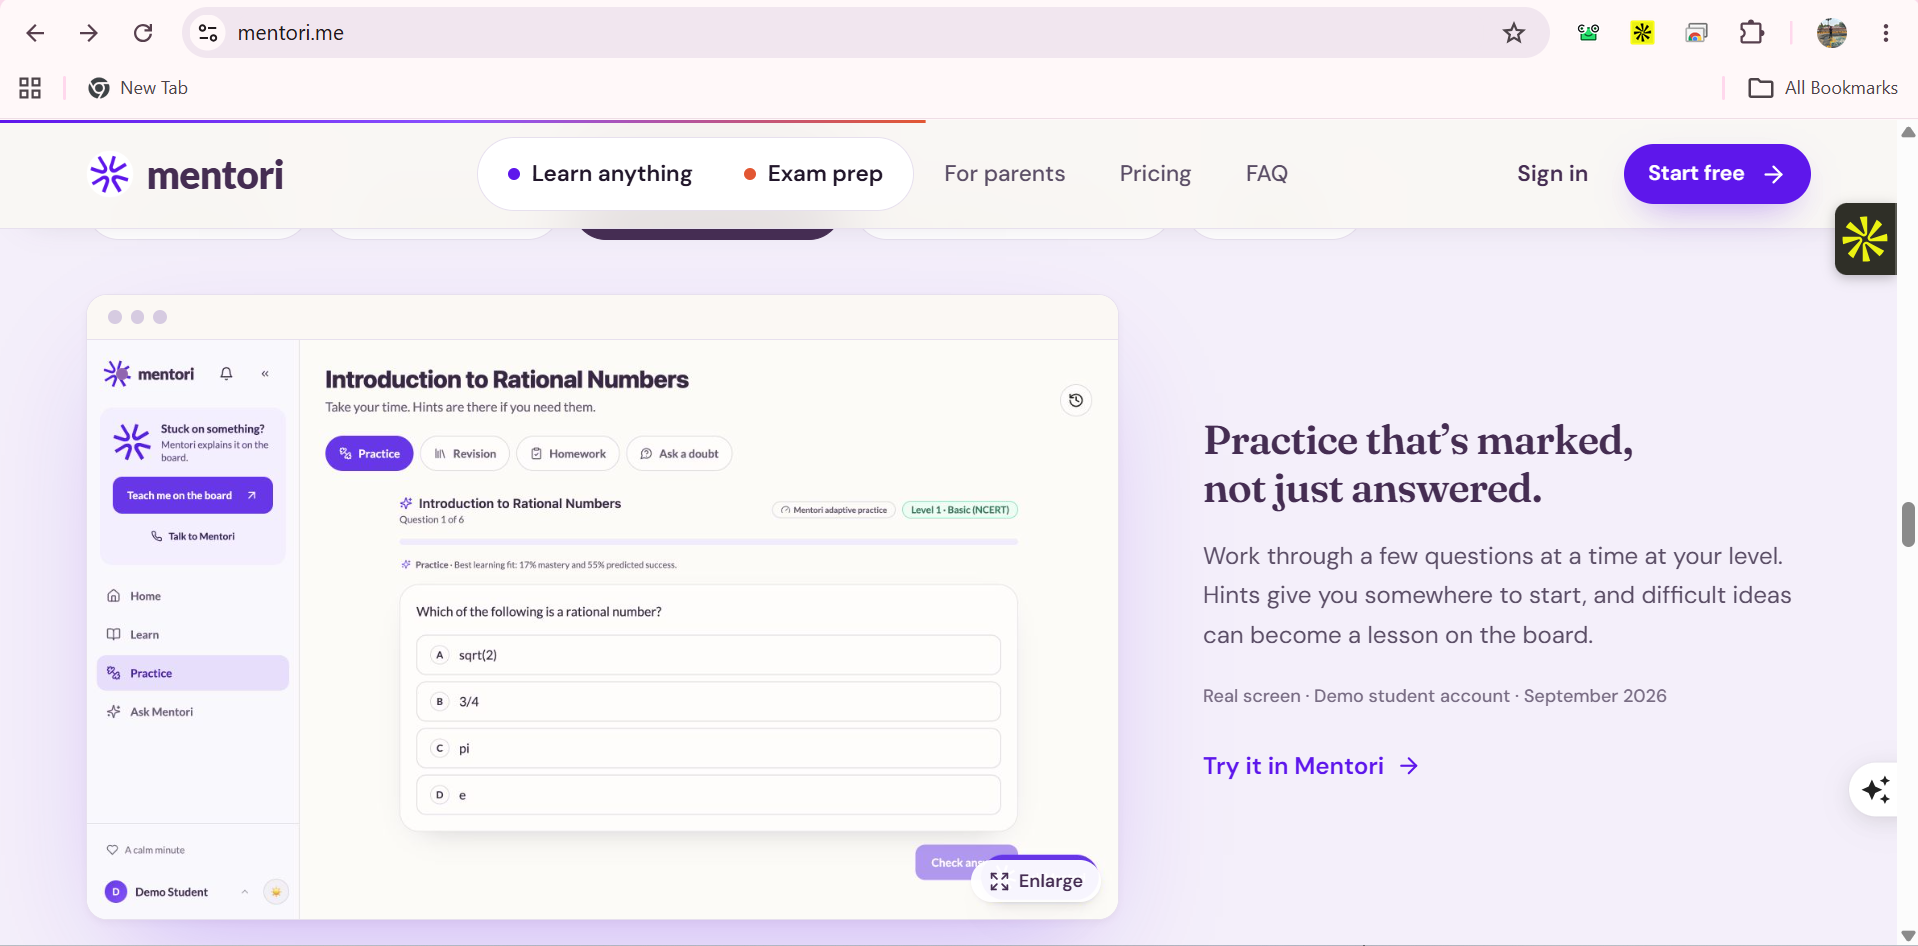 mentori.me
New Tab
All Bookmarks
mentori
Learn anything
Exam prep
For parents
Pricing
FAQ
Sign in
Start free
mentori
«
Stuck on something?
Mentori explains it on the
board.
Teach me on the board
Talk to Mentori
Home
Learn
Practice
Ask Mentori
A calm minute
D
Demo Student
Introduction to Rational Numbers
Take your time. Hints are there if you need them.
Practice
Revision
Homework
Ask a doubt
Introduction to Rational Numbers
Question 1 of 6
Mentori adaptive practice
Level 1 · Basic (NCERT)
Practice · Best learning fit: 17% mastery and 55% predicted success.
Which of the following is a rational number?
A sqrt(2)
B 3/4
C pi
D e
Check
Enlarge
Practice that’s marked,
not just answered.
Work through a few questions at a time at your level.
Hints give you somewhere to start, and difficult ideas
can become a lesson on the board.
Real screen · Demo student account · September 2026
Try it in Mentori